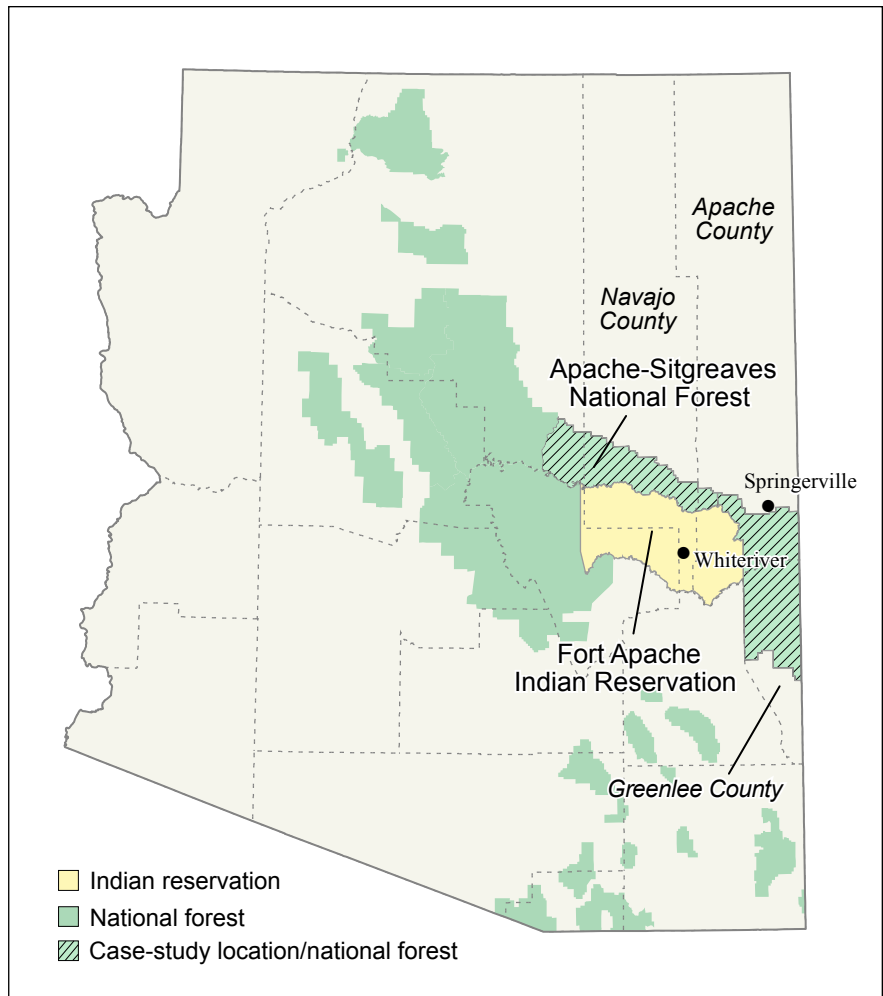 Apache
County
Navajo
County
Apache-Sitgreaves
National Forest
Springerville
Whiteriver
Fort Apache
Indian Reservation
Greenlee County
Indian reservation
National forest
Case-study location/national forest